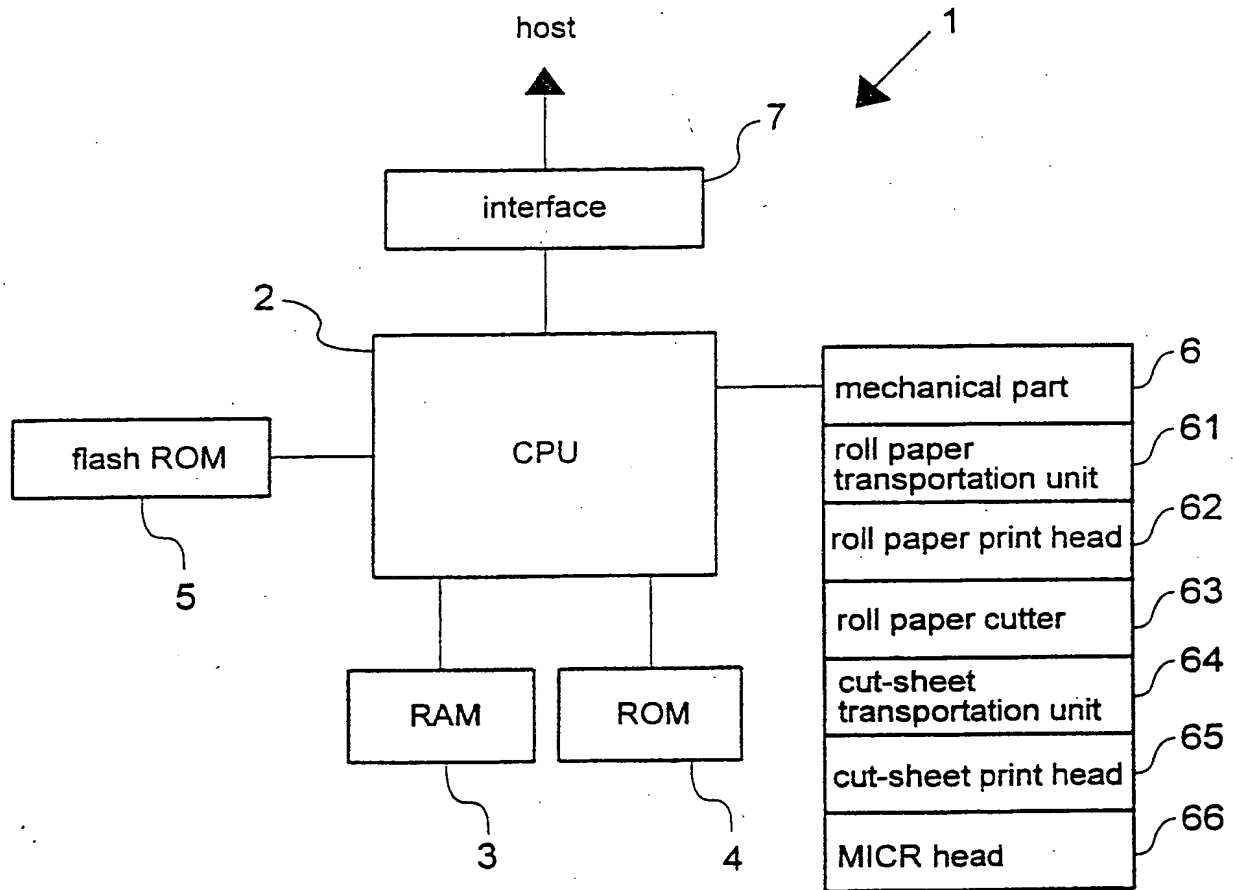 host
1
7
interface
2
6
mechanical part
61
flash ROM
CPU
roll paper
transportation unit
62
roll paper print head
5
63
roll paper cutter
64
RAM
ROM
cut-sheet
transportation unit
65
cut-sheet print head
3
4
66
MICR head